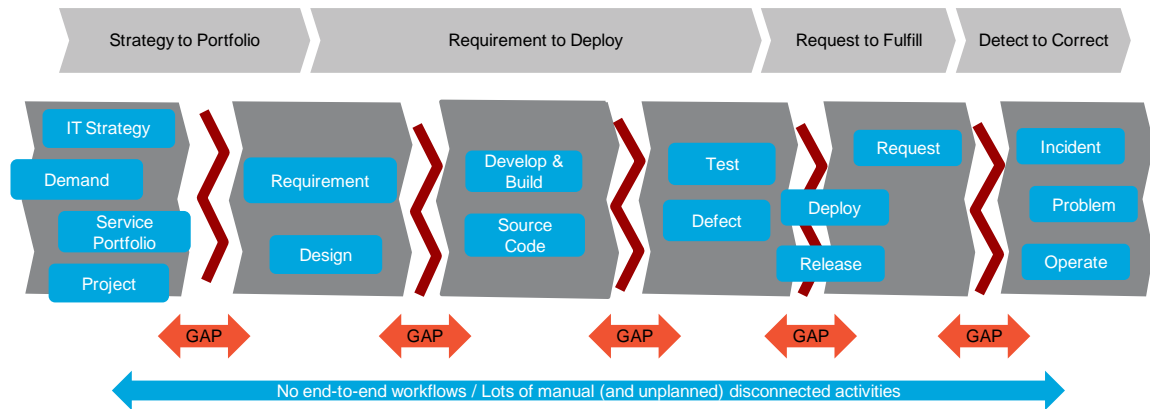 Strategy to Portfolio
Requirement to Deploy
Request to Fulfill
Detect to Correct
IT Strategy
Demand
Service
Portfolio
Project
Requirement
Design
Develop &
Build
Source
Code
Test
Defect
Deploy
Release
Request
Incident
Problem
Operate
GAP
GAP
GAP
GAP
GAP
No end-to-end workflows / Lots of manual (and unplanned) disconnected activities